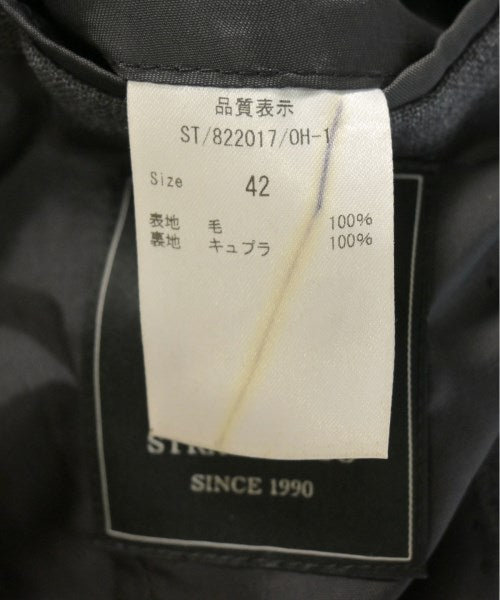 品質表示
ST/822017/OH-1
Size 42
表地 毛 100%
裏地 キュプラ 100%
SINCE 1990